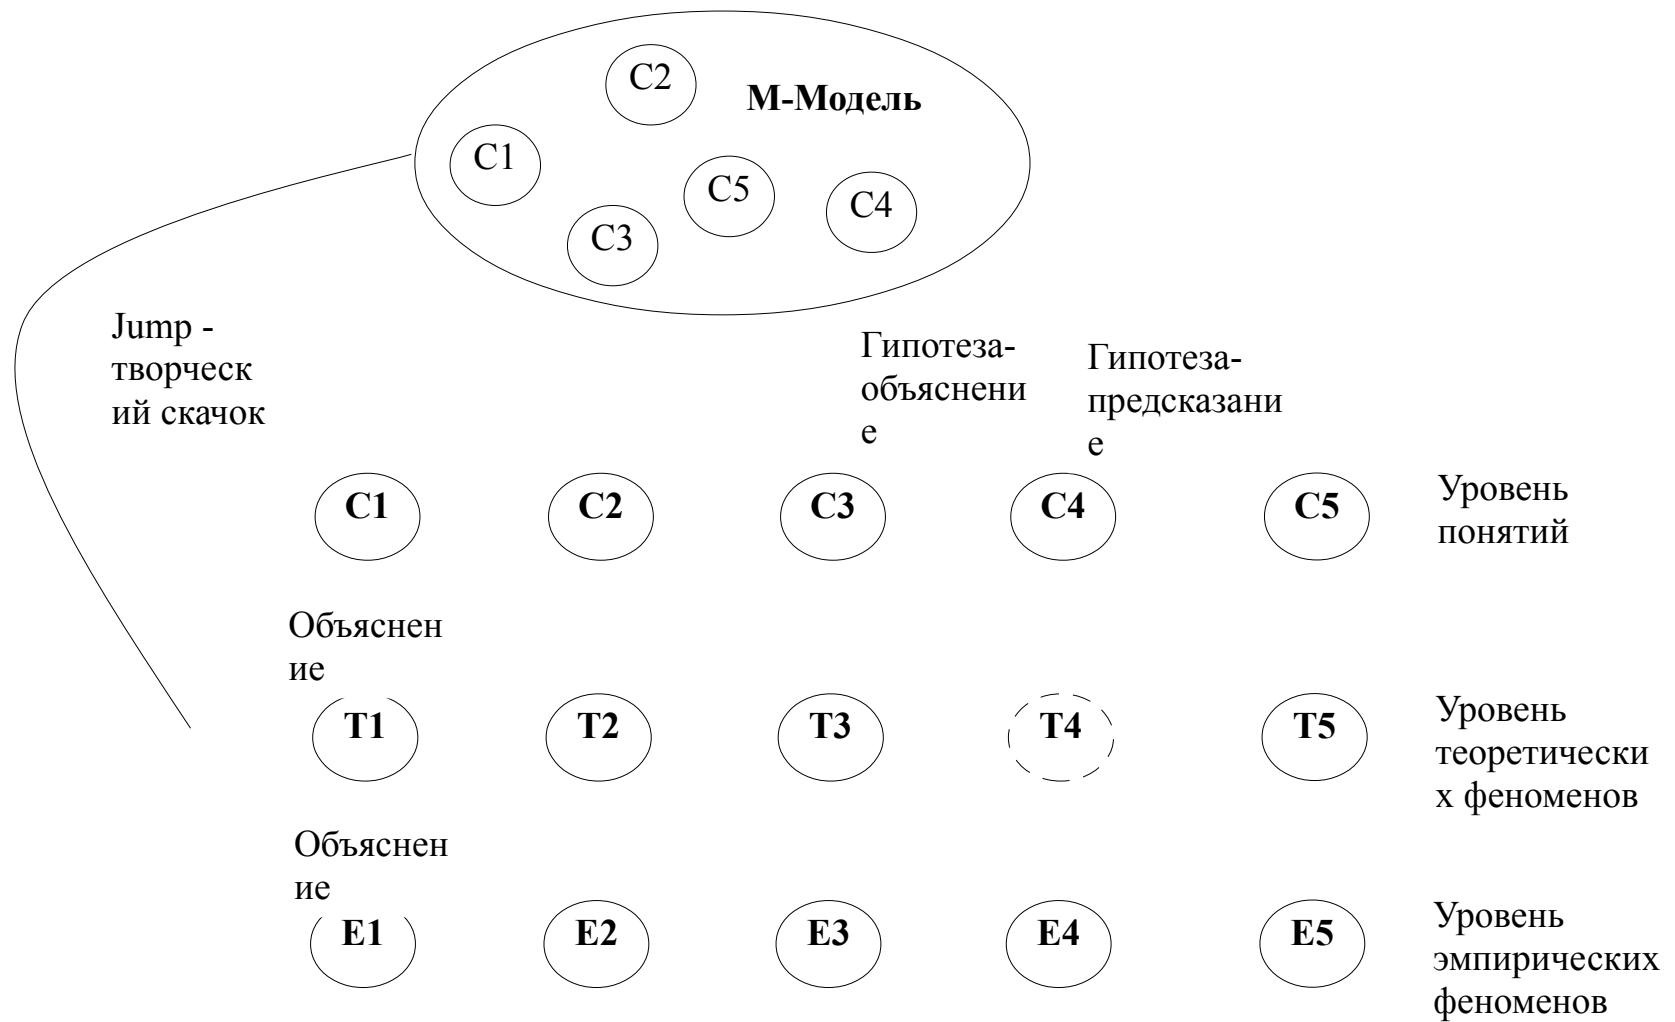 C2
М-Модель
C1
C5
C4
C3
Jump -
творческ
ий скачок
Гипотеза-
объяснени
е
Гипотеза-
предсказани
е
C1 C2 C3 C4 C5
Уровень
понятий
Объяснен
ие
T1 T2 T3 T4 T5
Уровень
теоретически
х феноменов
Объяснен
ие
E1 E2 E3 E4 E5
Уровень
эмпирических
феноменов